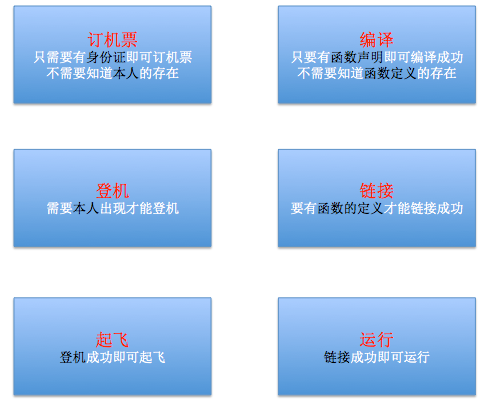 订机票
只需要有身份证即可订机票
不需要知道本人的存在
编译
只要有函数声明即可编译成功
不需要知道函数定义的存在
登机
需要本人出现才能登机
链接
要有函数的定义才能链接成功
起飞
登机成功即可起飞
运行
链接成功即可运行